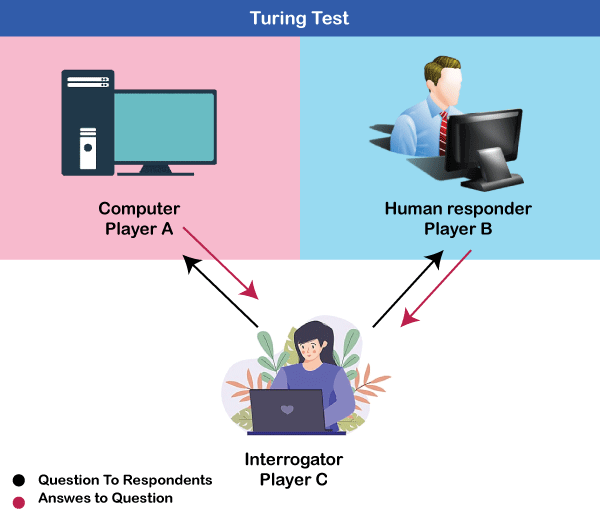 Turing Test
Computer
Player A
Human responder
Player B
Interrogator
Player C
Question To Respondents
Answes to Question